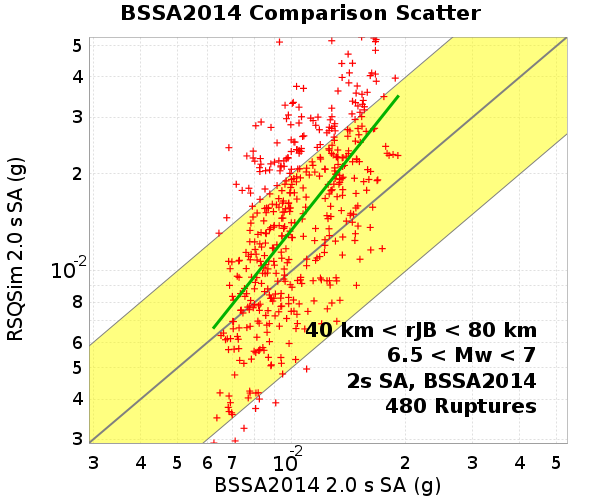 BSSA2014 Comparison Scatter
RSQSim 2.0 s SA (g)
5
4
3
2
10-2
8
6
5
4
3
40 km < rJB < 80 km
6.5 < Mw < 7
2s SA, BSSA2014
480 Ruptures
3 4 5 6 7 10-2 2 3 4 5
BSSA2014 2.0 s SA (g)